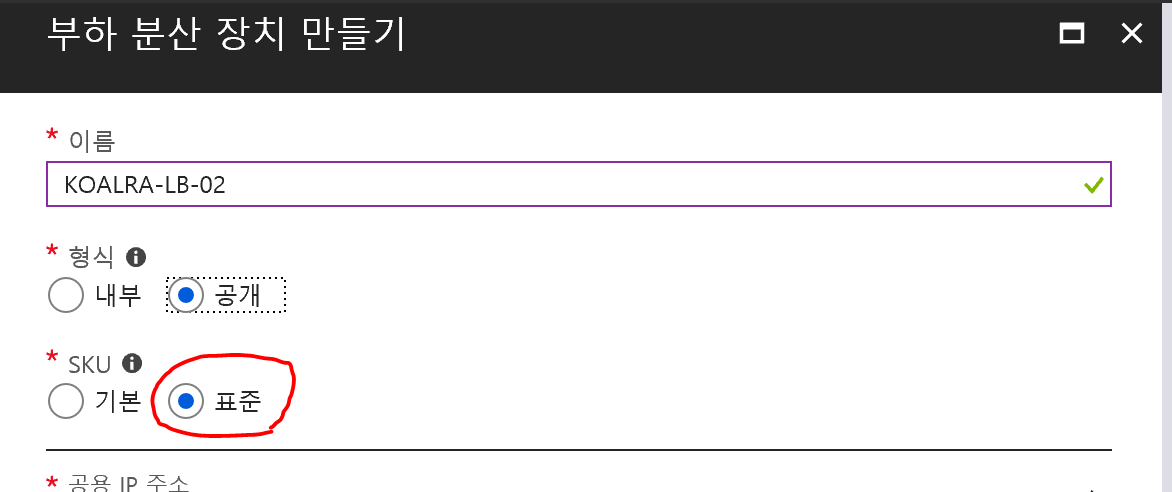 부하 분산 장치 만들기
* 이름
KOALRA-LB-02
* 형식
내부 공개
* SKU
기본 표준
* 공용 IP 주소